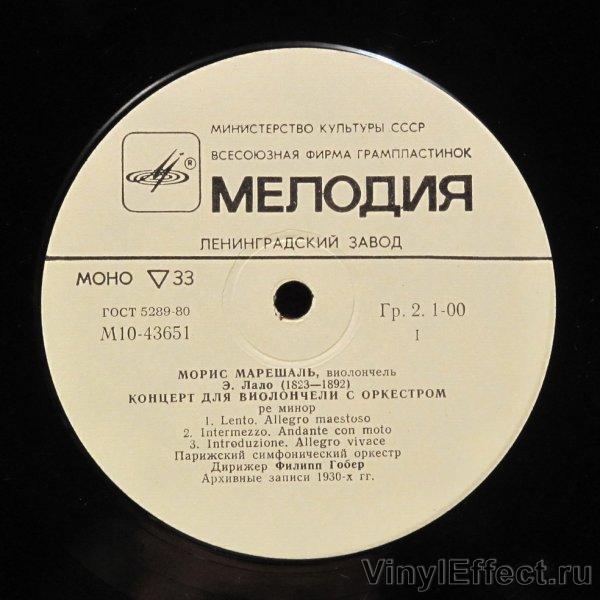 МИНИСТЕРСТВО КУЛЬТУРЫ СССР
ВСЕСОЮЗНАЯ ФИРМА ГРАМПЛАСТИНОК
®
МЕЛОДИЯ
ЛЕНИНГРАДСКИЙ ЗАВОД
МОНО ▽ 33
ГОСТ 5289-80
М10-43651
Гр. 2. 1-00
I
МОРИС МАРЕШАЛЬ, виолончель
Э. Лало (1823—1892)
КОНЦЕРТ ДЛЯ ВИОЛОНЧЕЛИ С ОРКЕСТРОМ
ре минор
1. Lento. Allegro maestoso
2. Intermezzo. Andante con moto
3. Introduzione. Allegro vivace
Парижский симфонический оркестр
Дирижер Филипп Гобер
Архивные записи 1930-х гг.
VinylEffect.ru